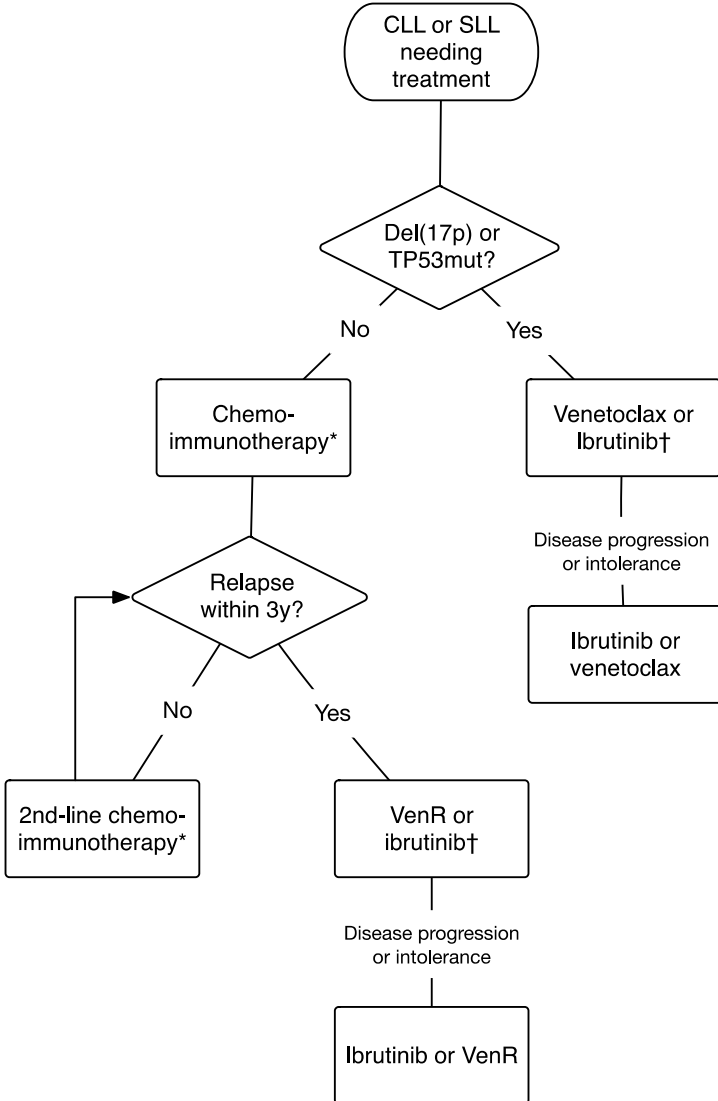 CLL or SLL
needing
treatment
Del(17p) or
TP53mut?
No
Yes
Chemo-
immunotherapy*
Venetoclax or
Ibrutinib†
Disease progression
or intolerance
Relapse
within 3y?
Ibrutinib or
venetoclax
No
Yes
2nd-line chemo-
immunotherapy*
VenR or
ibrutinib†
Disease progression
or intolerance
Ibrutinib or VenR